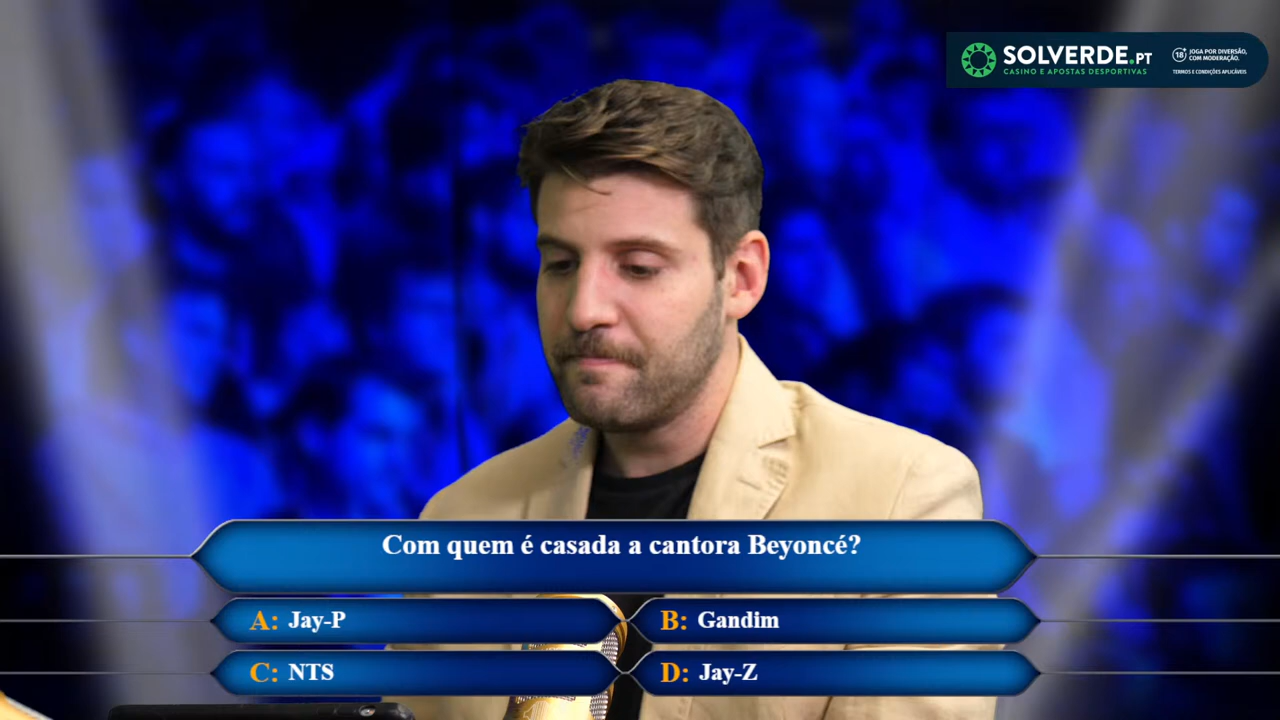 SOLVERDE.PT
CASINO E APOSTAS DESPORTIVAS
18+
JOGA POR DIVERSÃO,
COM MODERAÇÃO.
TERMOS E CONDIÇÕES APLICÁVEIS
Com quem é casada a cantora Beyoncé?
A: Jay-P
B: Gandim
C: NTS
D: Jay-Z